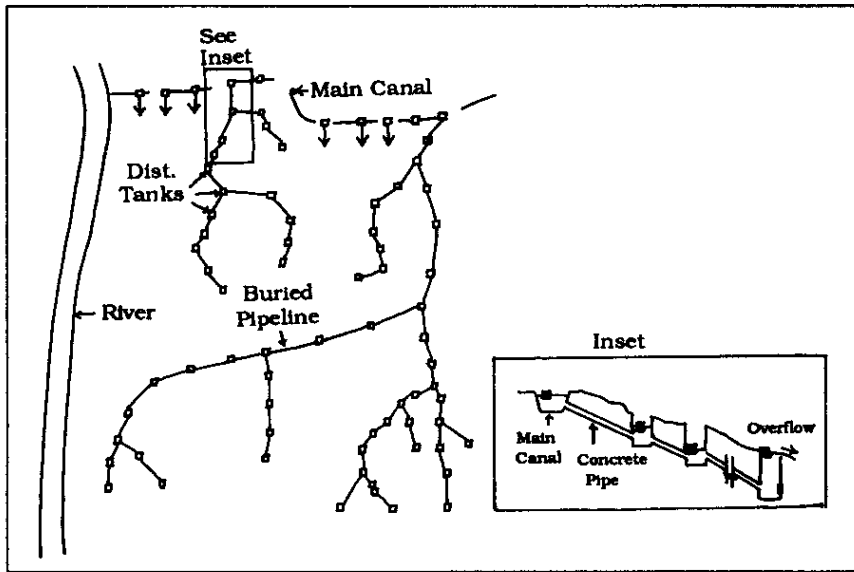 See
Inset
Main Canal
Dist.
Tanks
River
Buried
Pipeline
Inset
Main
Canal
Concrete
Pipe
Overflow